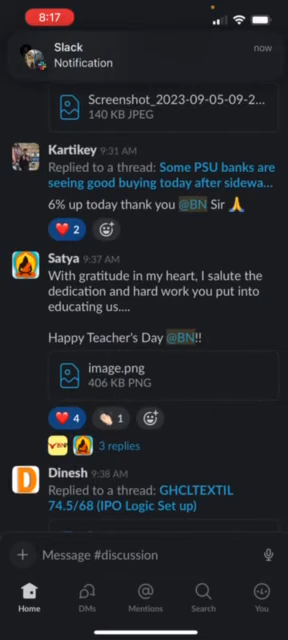 8:17
Slack
now
Notification
Screenshot_2023-09-05-09-2...
140 KB JPEG
Kartikey 9:31 AM
Replied to a thread: Some PSU banks are
seeing good buying today after sidewa...
6% up today thank you @BN Sir 🙏
❤️ 2
Satya 9:37 AM
With gratitude in my heart, I salute the
dedication and hard work you put into
educating us....
Happy Teacher's Day @BN!!
image.png
406 KB PNG
❤️ 4 👏🏻 1
3 replies
Dinesh 9:38 AM
Replied to a thread: GHCLTEXTIL
74.5/68 (IPO Logic Set up)
Message #discussion
Home DMs Mentions Search You